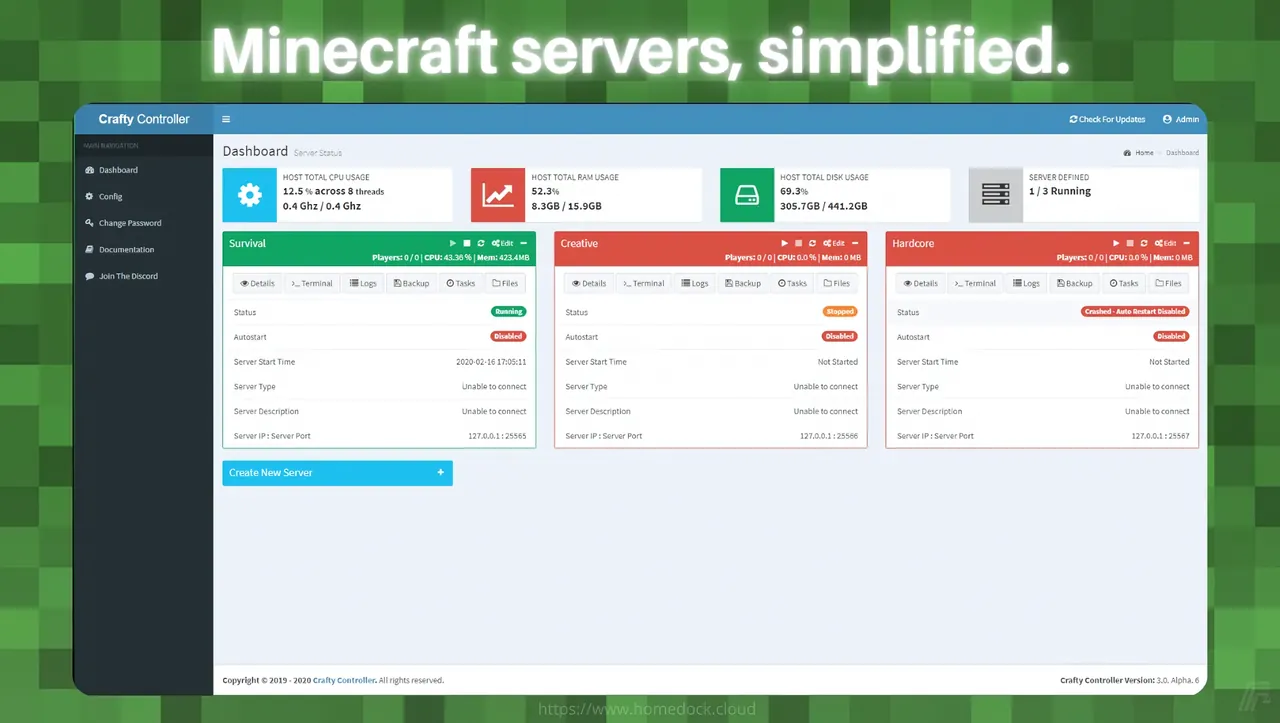 Minecraft servers, simplified.
Crafty Controller
Check For Updates Admin
MAIN NAVIGATION
Dashboard
Config
Change Password
Documentation
Join The Discord
Dashboard Server Status
Home Dashboard
HOST TOTAL CPU USAGE
12.5 % across 8 threads
0.4 Ghz / 0.4 Ghz
HOST TOTAL RAM USAGE
52.3%
8.3GB / 15.9GB
HOST TOTAL DISK USAGE
69.3%
305.7GB / 441.2GB
SERVER DEFINED
1 / 3 Running
Survival Edit
Players: 0 / 0 | CPU: 43.36 % | Mem: 423.4MB
Details >_ Terminal Logs Backup Tasks Files
Status Running
Autostart Disabled
Server Start Time 2020-02-16 17:05:11
Server Type Unable to connect
Server Description Unable to connect
Server IP : Server Port 127.0.0.1 : 25565
Creative Edit
Players: 0 / 0 | CPU: 0.0 % | Mem: 0 MB
Details >_ Terminal Logs Backup Tasks Files
Status Stopped
Autostart Disabled
Server Start Time Not Started
Server Type Unable to connect
Server Description Unable to connect
Server IP : Server Port 127.0.0.1 : 25566
Hardcore Edit
Players: 0 / 0 | CPU: 0.0 % | Mem: 0 MB
Details >_ Terminal Logs Backup Tasks Files
Status Crashed - Auto Restart Disabled
Autostart Disabled
Server Start Time Not Started
Server Type Unable to connect
Server Description Unable to connect
Server IP : Server Port 127.0.0.1 : 25567
Create New Server +
Copyright © 2019 - 2020 Crafty Controller. All rights reserved.
Crafty Controller Version: 3.0. Alpha. 6
https://www.homedock.cloud